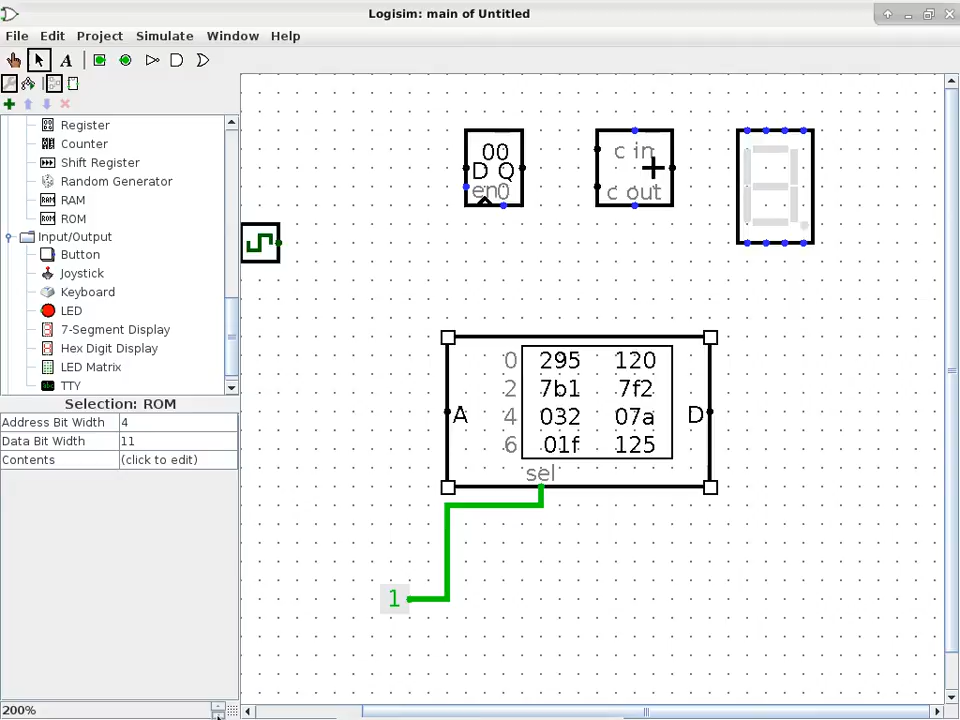 Logisim: main of Untitled
File Edit Project Simulate Window Help
A
Register
Counter
Shift Register
Random Generator
RAM
ROM
Input/Output
Button
Joystick
Keyboard
LED
7-Segment Display
Hex Digit Display
LED Matrix
TTY
Selection: ROM
Address Bit Width 4
Data Bit Width 11
Contents (click to edit)
200%
00
D Q
en0
c in
+
c out
0 295 120
2 7b1 7f2
A 4 032 07a D
6 01f 125
sel
1